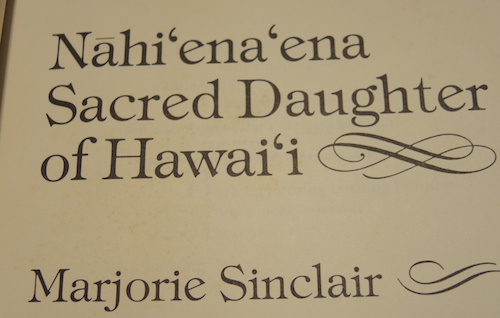 Nāhiʻenaʻena
Sacred Daughter
of Hawaiʻi
Marjorie Sinclair